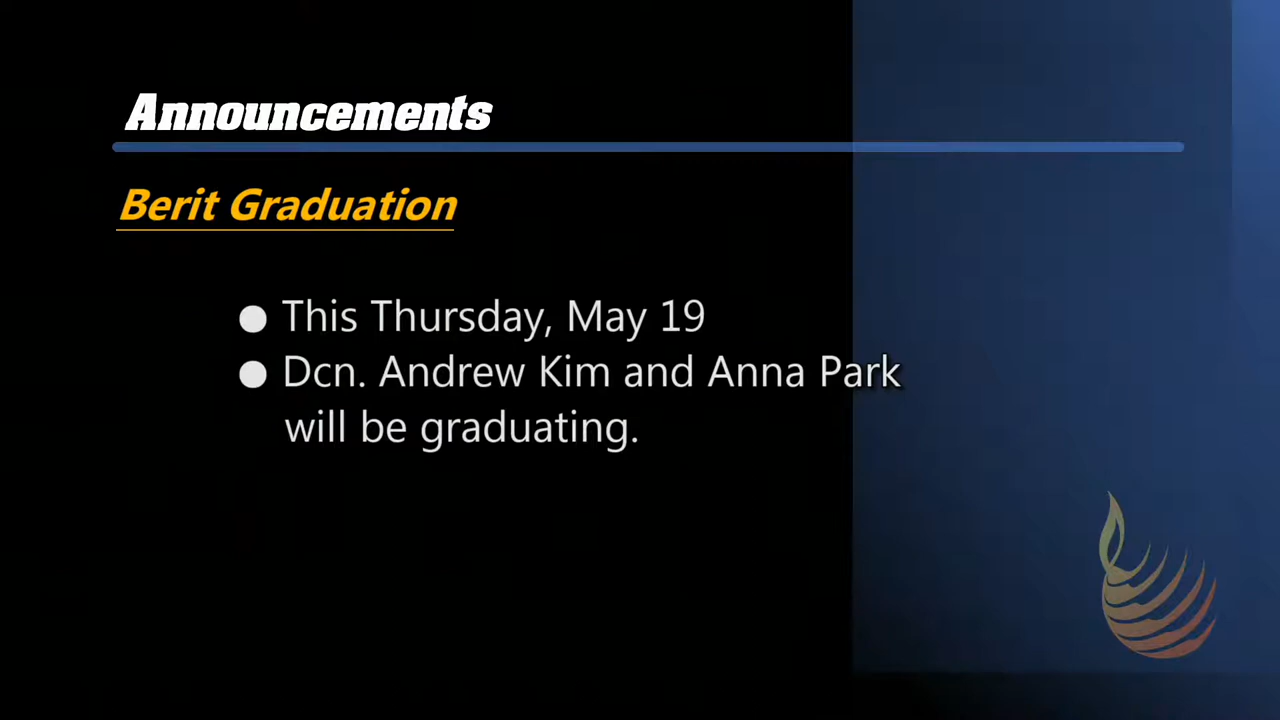 Announcements
Berit Graduation
● This Thursday, May 19
● Dcn. Andrew Kim and Anna Park
will be graduating.